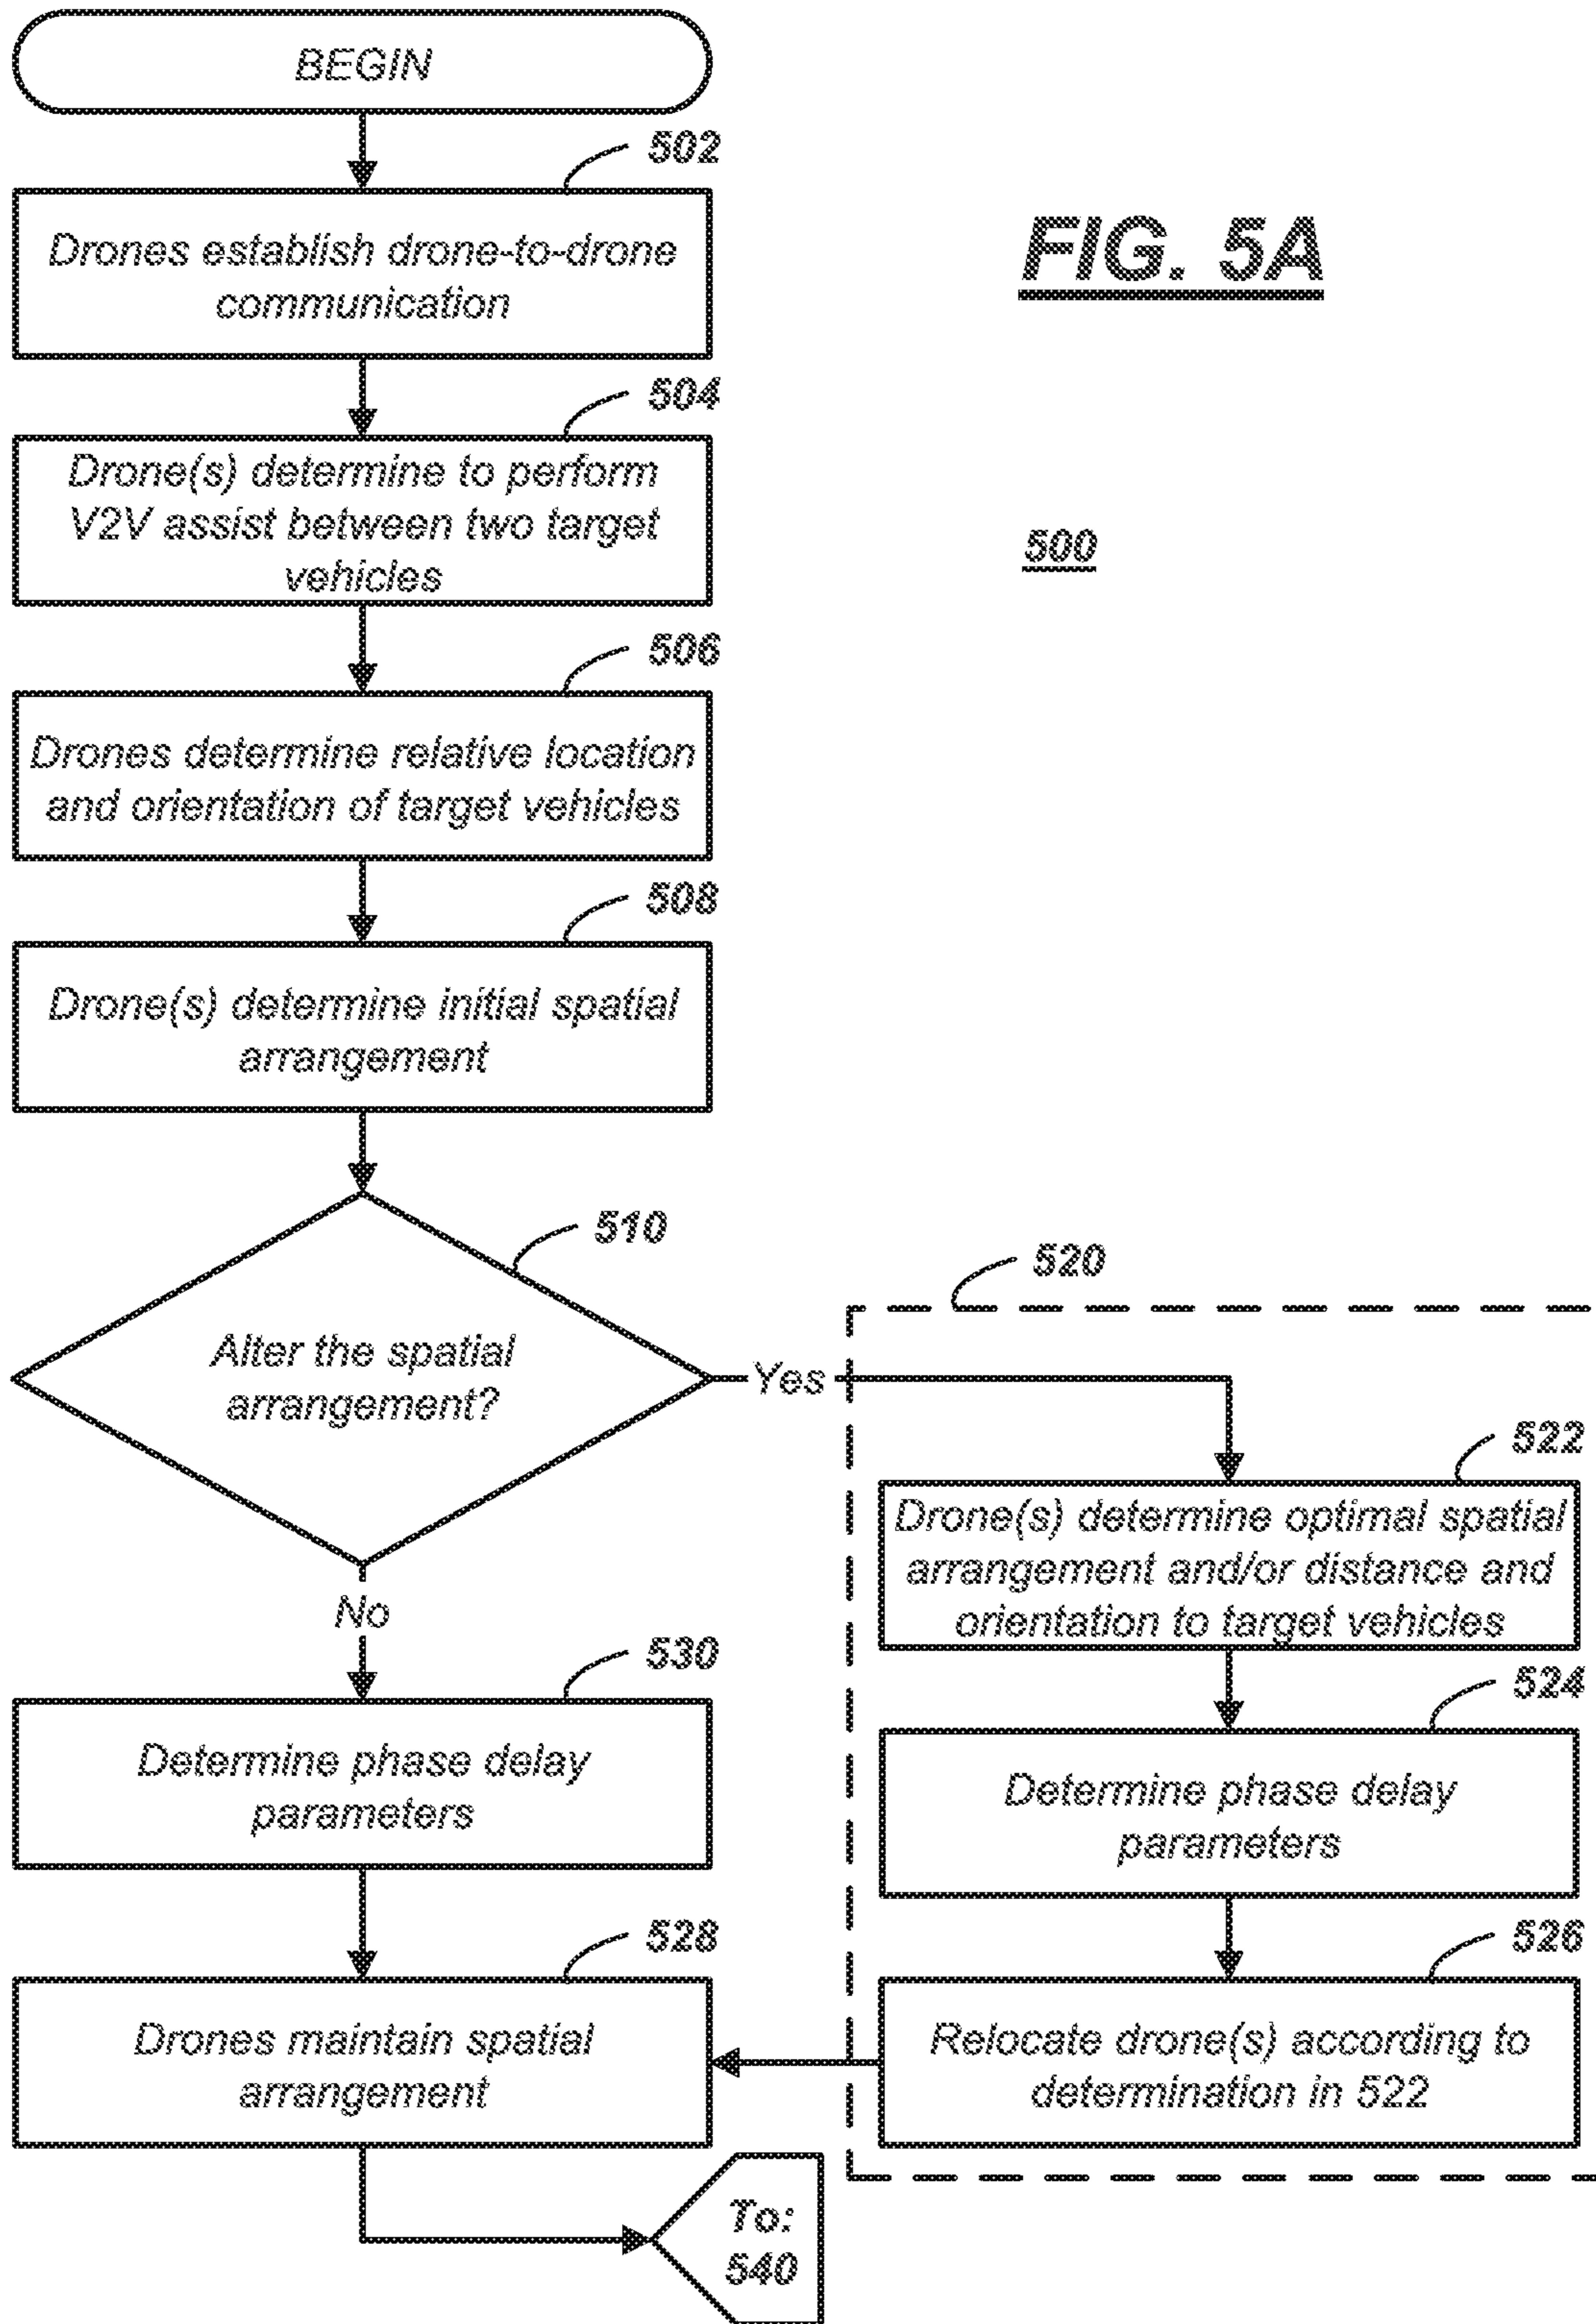 BEGIN
502
Drones establish drone-to-drone
communication
FIG. 5A
504
Drone(s) determine to perform
V2V assist between two target
vehicles
500
506
Drones determine relative location
and orientation of target vehicles
508
Drone(s) determine initial spatial
arrangement
510
Alter the spatial
arrangement?
Yes
No
520
522
Drone(s) determine optimal spatial
arrangement and/or distance and
orientation to target vehicles
530
Determine phase delay
parameters
524
Determine phase delay
parameters
528
Drones maintain spatial
arrangement
526
Relocate drone(s) according to
determination in 522
To:
540